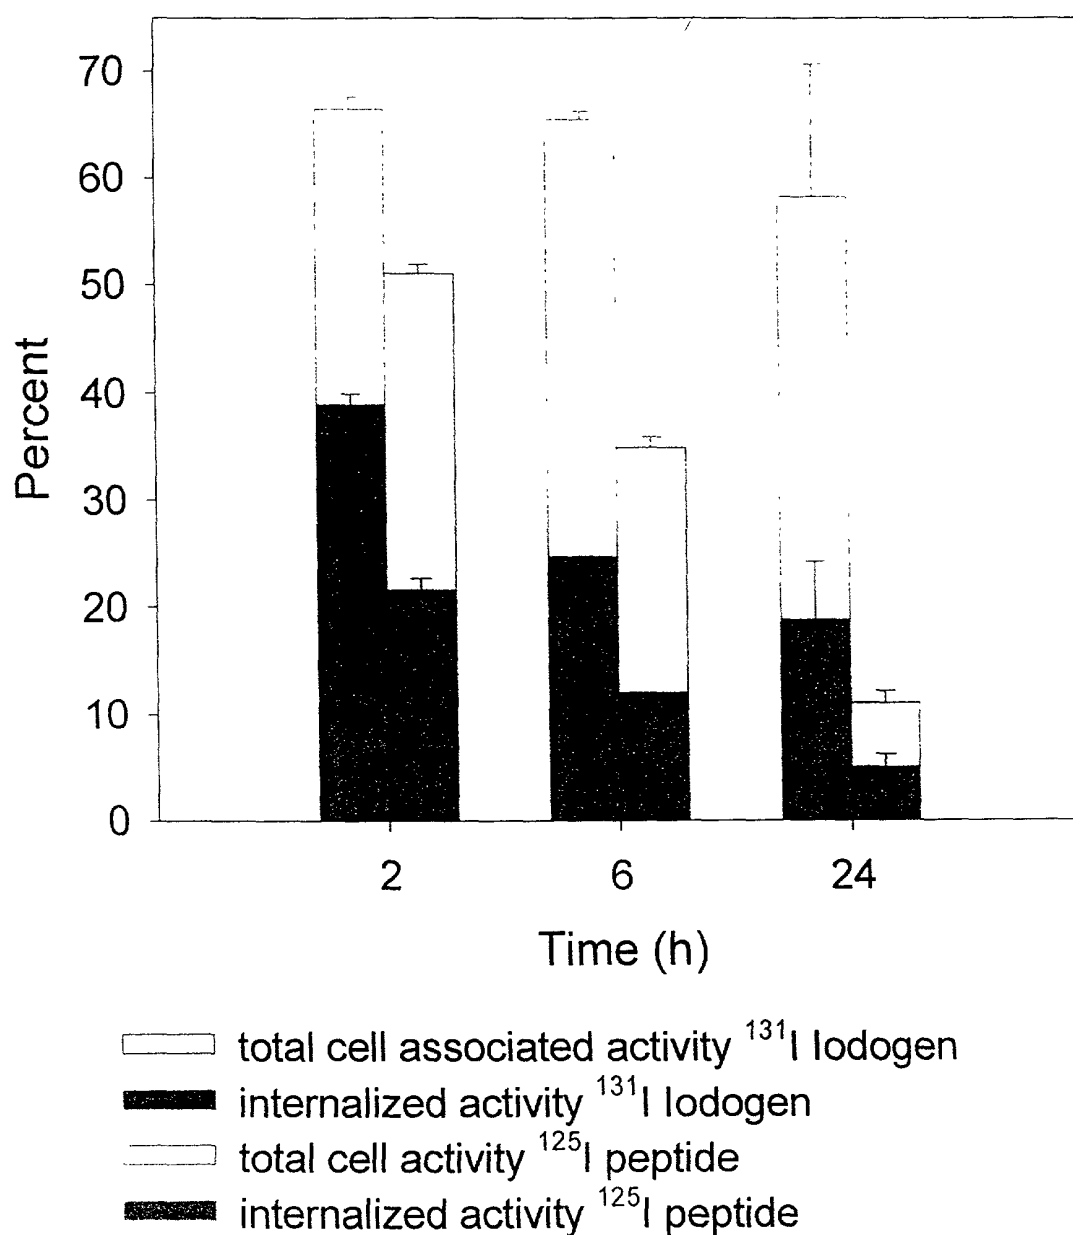 70
60
50
40
30
20
10
0
Percent
2 6 24
Time (h)
total cell associated activity ¹³¹I Iodogen
internalized activity ¹³¹I Iodogen
total cell activity ¹²⁵I peptide
internalized activity ¹²⁵I peptide